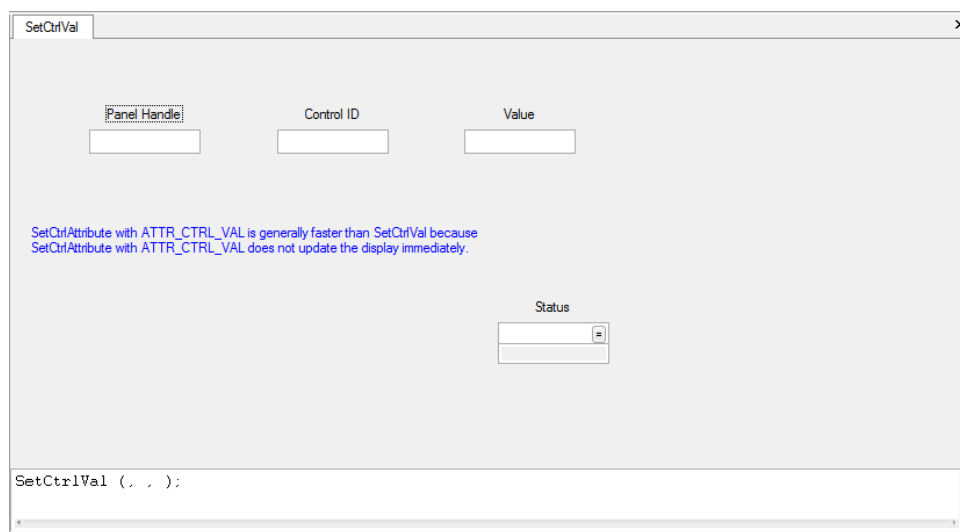 SetCtrlVal
Panel Handle Control ID Value
SetCtrlAttribute with ATTR_CTRL_VAL is generally faster than SetCtrlVal because
SetCtrlAttribute with ATTR_CTRL_VAL does not update the display immediately.
Status
=
SetCtrlVal (, , );